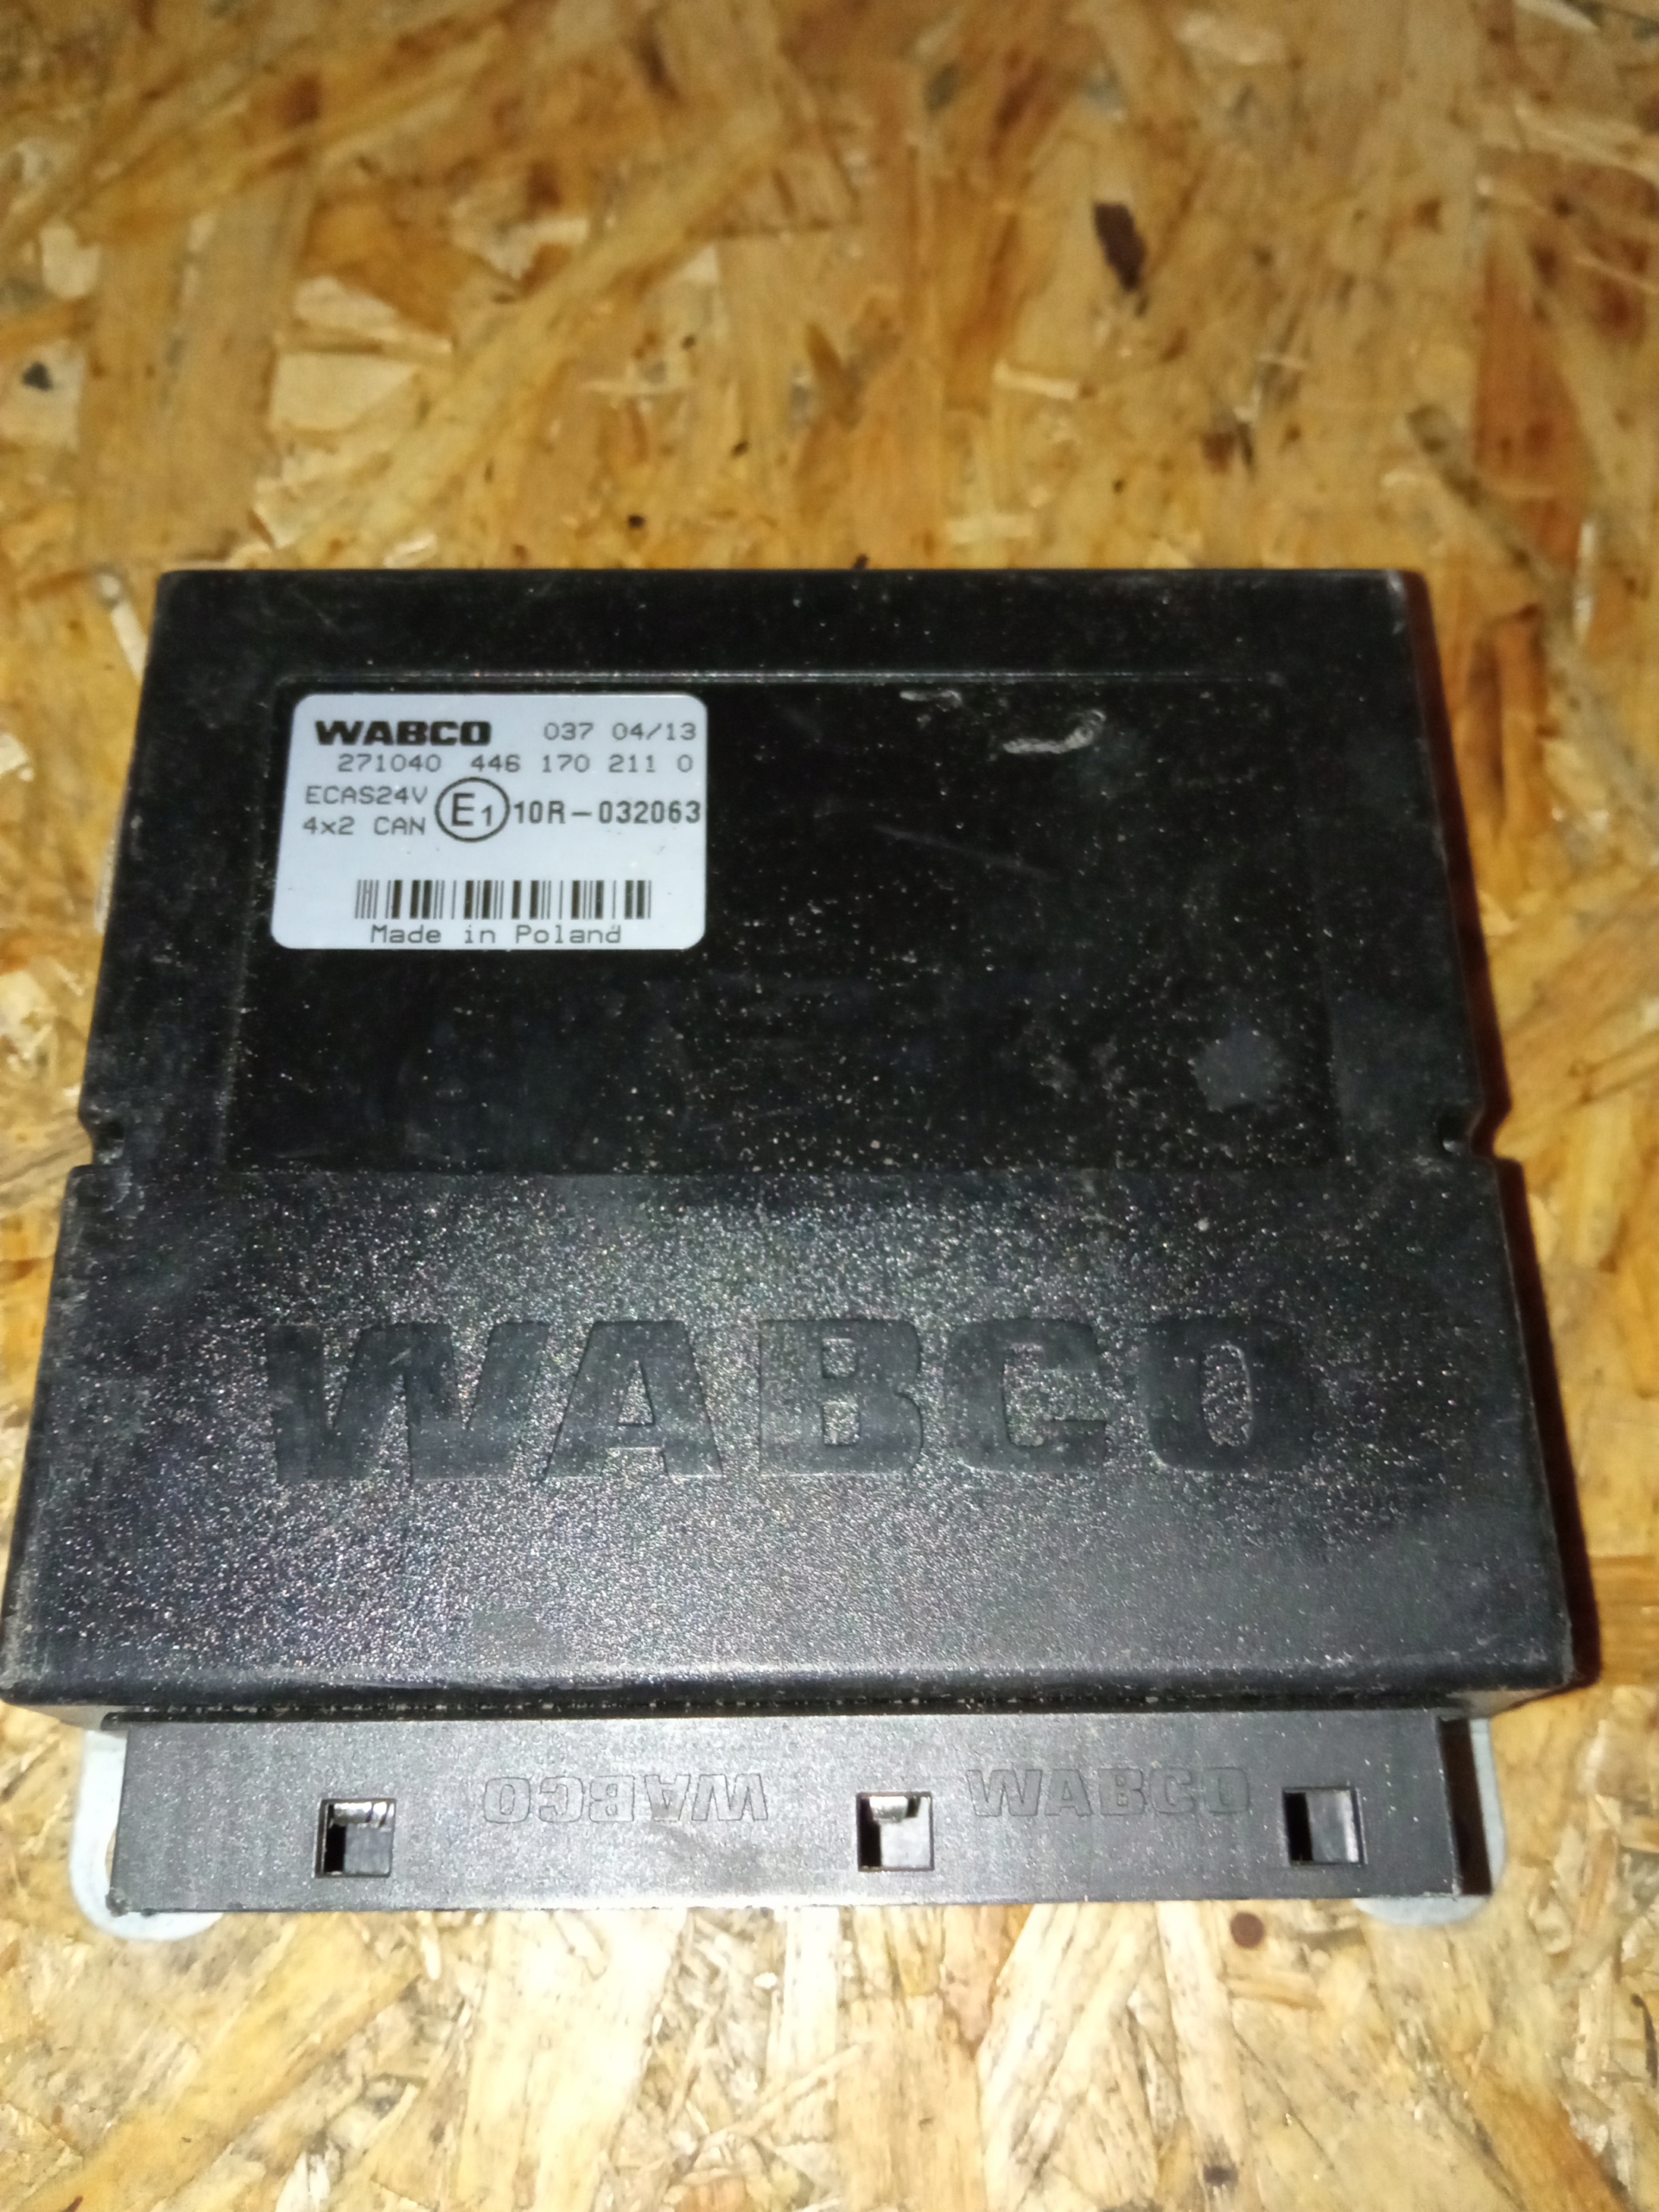 WABCO 037 04/13
271040 446 170 211 0
ECAS24V
4x2 CAN E1 10R-032063
Made in Poland
WABCO
WABCO WABCO